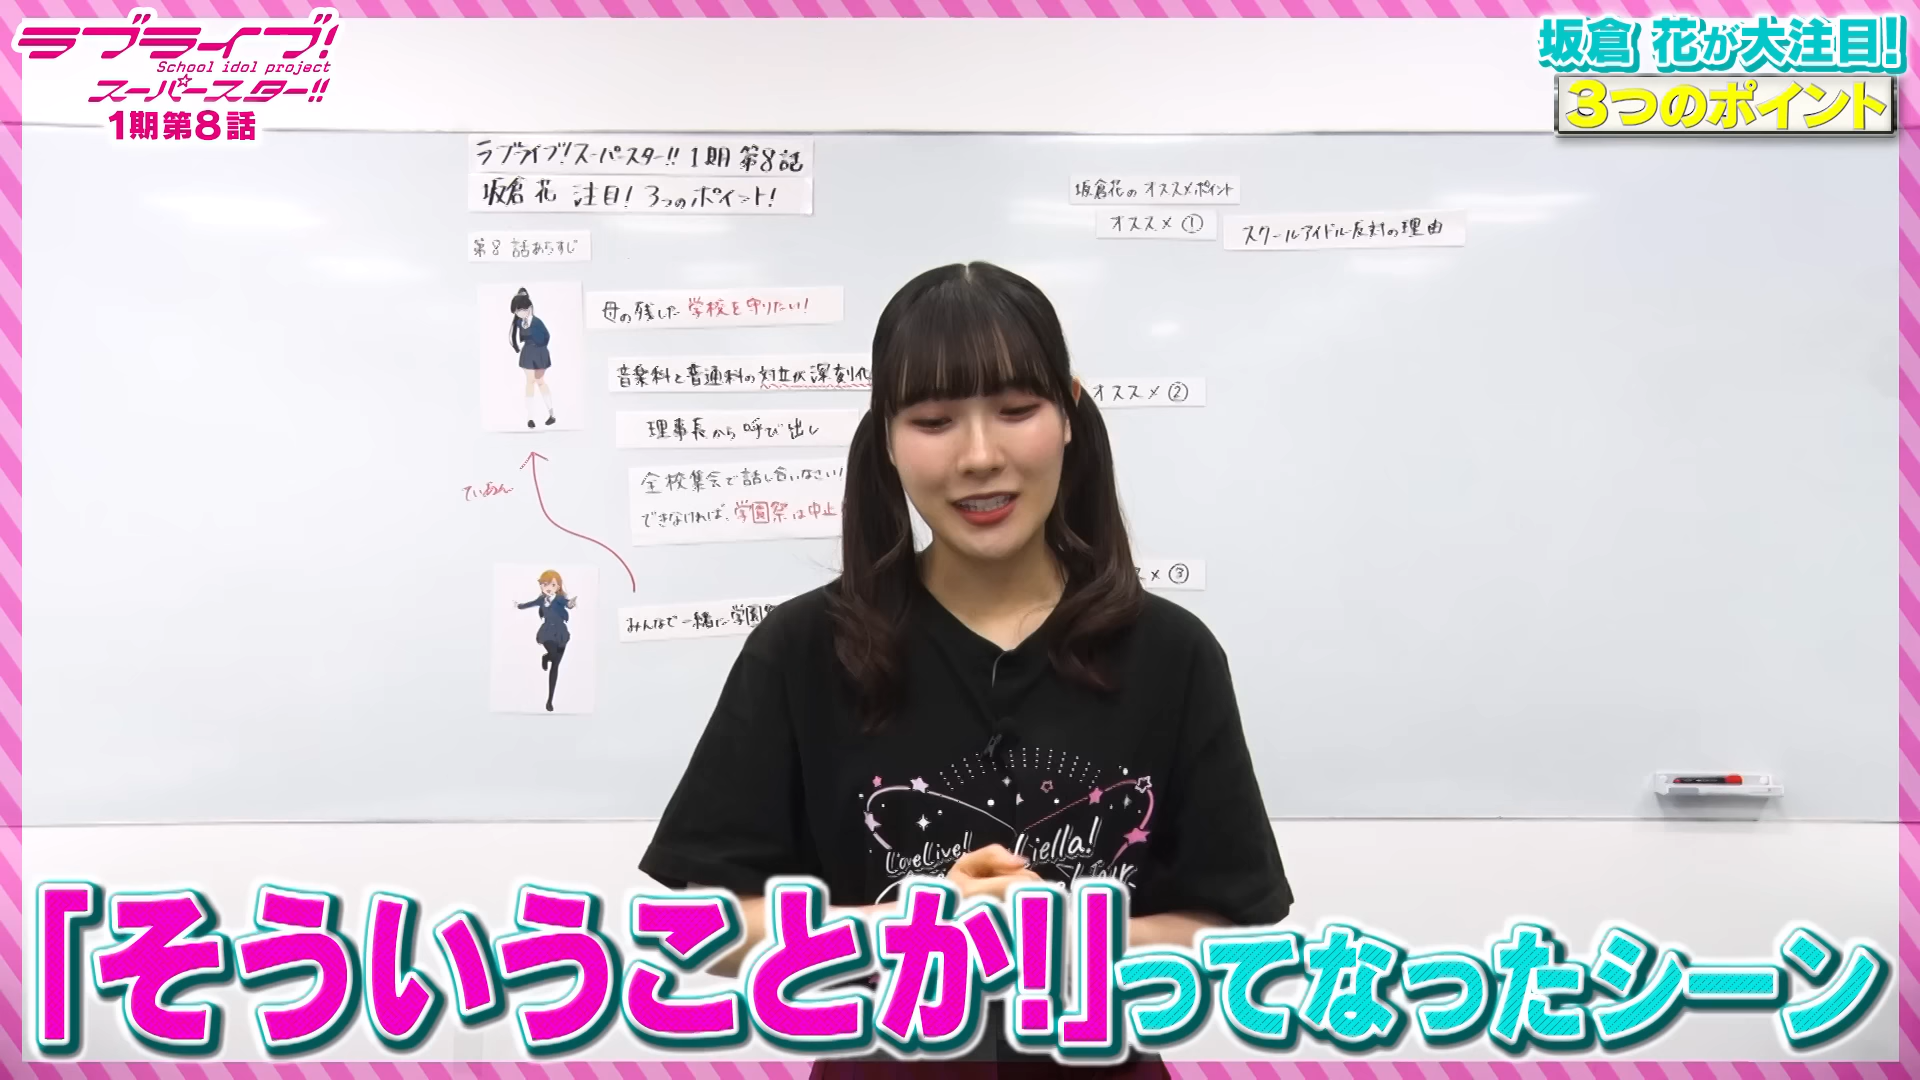 ラブライブ!
School idol project
スーパースター!!
1期第8話
坂倉 花が大注目!
3つのポイント
ラブライブ!スーパースター!! 1期 第8話
坂倉 花 注目! 3つのポイント!
第8話あらすじ
母の残した学校を守りたい!
音楽科と普通科の対立が深刻化
理事長から呼び出し
全校集会で話し合いなさい!
できなければ、学園祭は中止
ていあん
みんなで一緒に学園
坂倉花のオススメポイント
オススメ①
スクールアイドル反対の理由
オススメ②
ス×③
LoveLive!
Liella!
「そういうことか!」ってなったシーン